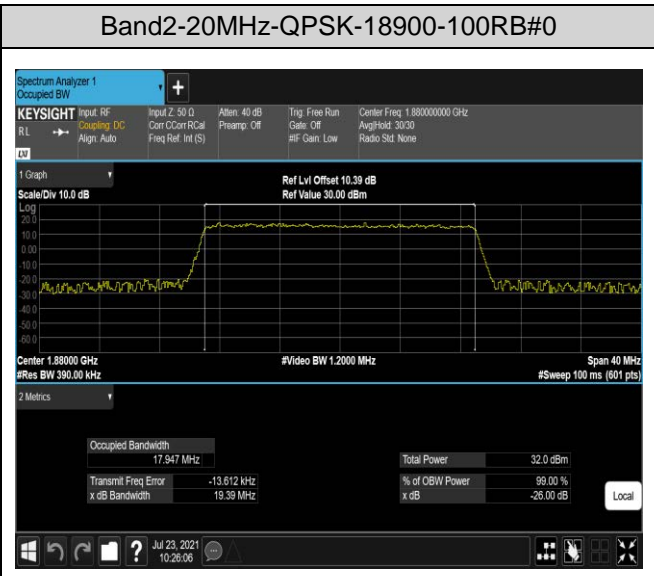 Band2-20MHz-QPSK-18900-100RB#0
Spectrum Analyzer 1
Occupied BW
+
KEYSIGHT Input: RF Input Z: 50 Ω Atten: 40 dB Trig: Free Run Center Freq: 1.880000000 GHz
RL Coupling: DC Corr CCorr RCal Preamp: Off Gate: Off Avg|Hold: 30/30
Align: Auto Freq Ref: Int (S) #IF Gain: Low Radio Std: None
LXI
1 Graph Ref Lvl Offset 10.39 dB
Scale/Div 10.0 dB Ref Value 30.00 dBm
Log
20.0
10.0
0.00
-10.0
-20.0
-30.0
-40.0
-50.0
-60.0
Center 1.88000 GHz #Video BW 1.2000 MHz Span 40 MHz
#Res BW 390.00 kHz #Sweep 100 ms (601 pts)
2 Metrics
Occupied Bandwidth
17.947 MHz Total Power 32.0 dBm
Transmit Freq Error -13.612 kHz % of OBW Power 99.00 %
x dB Bandwidth 19.39 MHz x dB -26.00 dB
Local
? Jul 23, 2021
10:26:06